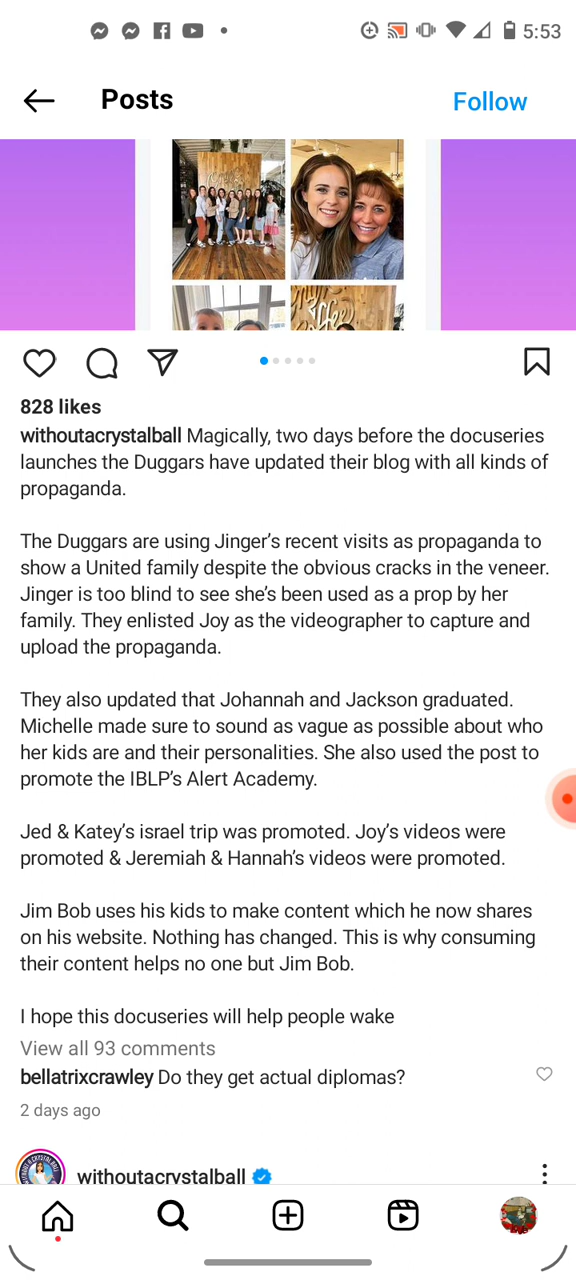 5:53
Posts
Follow
828 likes
withoutacrystalball Magically, two days before the docuseries
launches the Duggars have updated their blog with all kinds of
propaganda.
The Duggars are using Jinger's recent visits as propaganda to
show a United family despite the obvious cracks in the veneer.
Jinger is too blind to see she's been used as a prop by her
family. They enlisted Joy as the videographer to capture and
upload the propaganda.
They also updated that Johannah and Jackson graduated.
Michelle made sure to sound as vague as possible about who
her kids are and their personalities. She also used the post to
promote the IBLP's Alert Academy.
Jed & Katey's israel trip was promoted. Joy's videos were
promoted & Jeremiah & Hannah's videos were promoted.
Jim Bob uses his kids to make content which he now shares
on his website. Nothing has changed. This is why consuming
their content helps no one but Jim Bob.
I hope this docuseries will help people wake
View all 93 comments
bellatrixcrawley Do they get actual diplomas?
2 days ago
withoutacrystalball